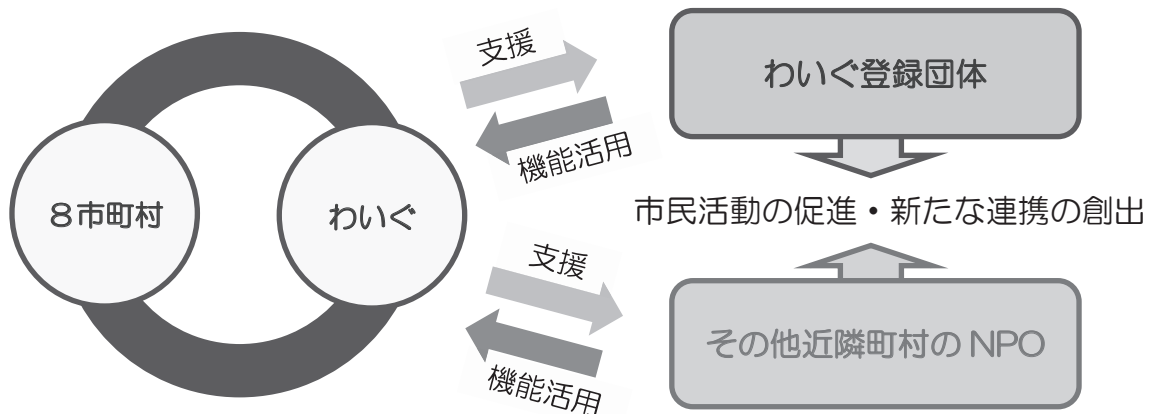 支援
わいぐ登録団体
機能活用
8市町村
わいぐ
市民活動の促進・新たな連携の創出
支援
その他近隣町村のNPO
機能活用